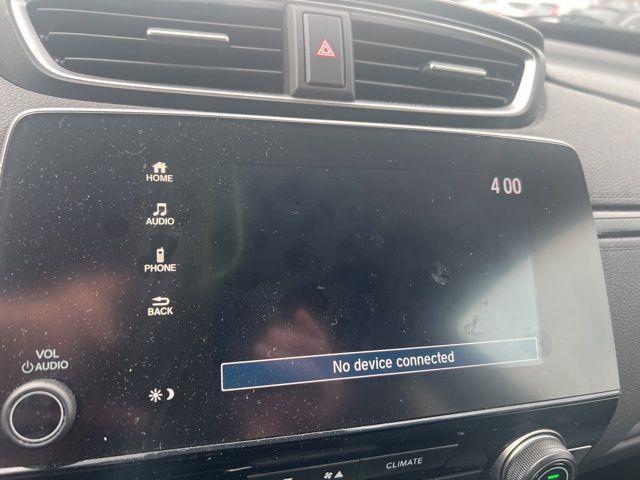 HOME
4 00
AUDIO
PHONE
BACK
No device connected
VOL
AUDIO
CLIMATE